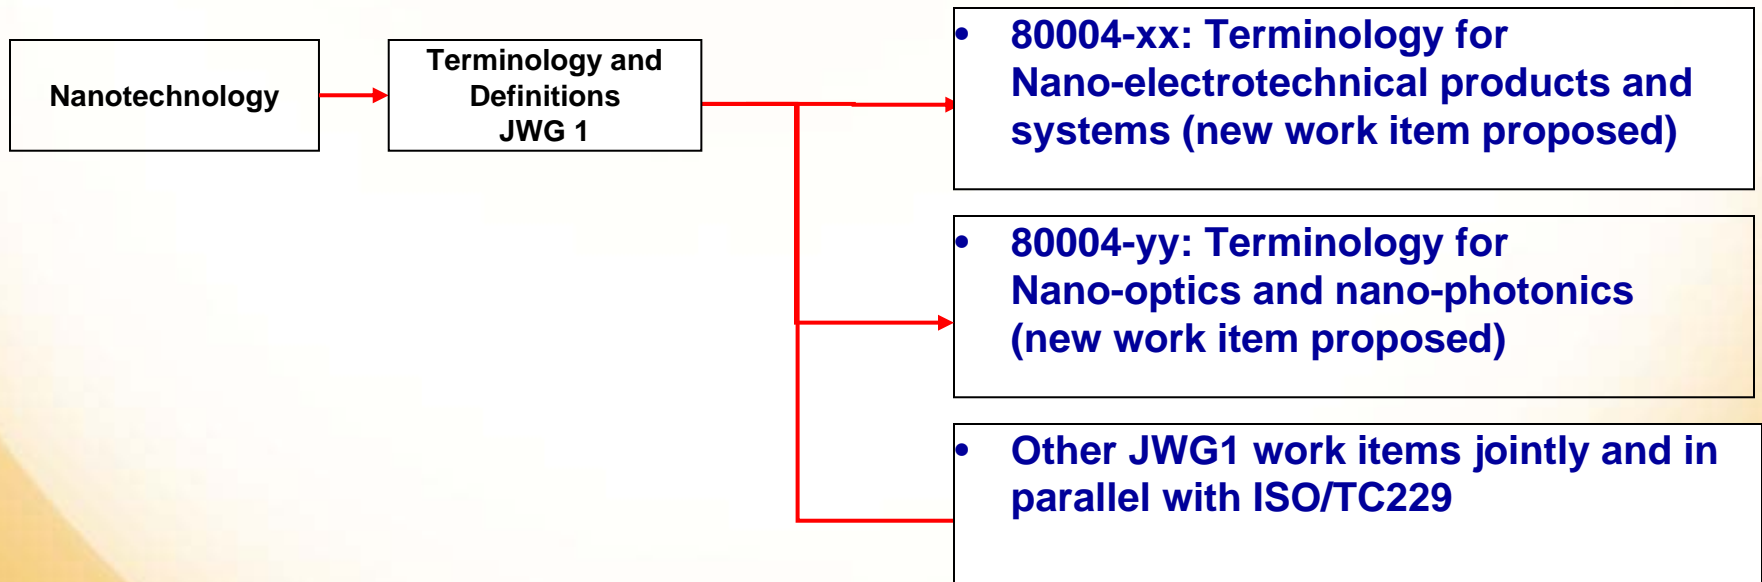 Nanotechnology
Terminology and
Definitions
JWG 1
• 80004-xx: Terminology for
Nano-electrotechnical products and
systems (new work item proposed)
• 80004-yy: Terminology for
Nano-optics and nano-photonics
(new work item proposed)
• Other JWG1 work items jointly and in
parallel with ISO/TC229